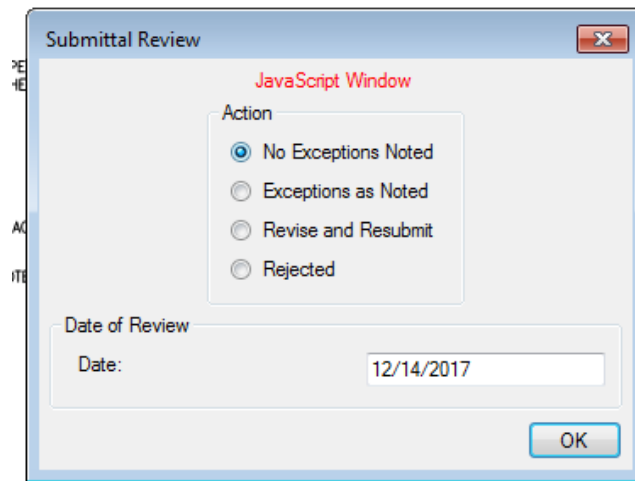 Submittal Review
JavaScript Window
Action
No Exceptions Noted
Exceptions as Noted
Revise and Resubmit
Rejected
Date of Review
Date: 12/14/2017
OK